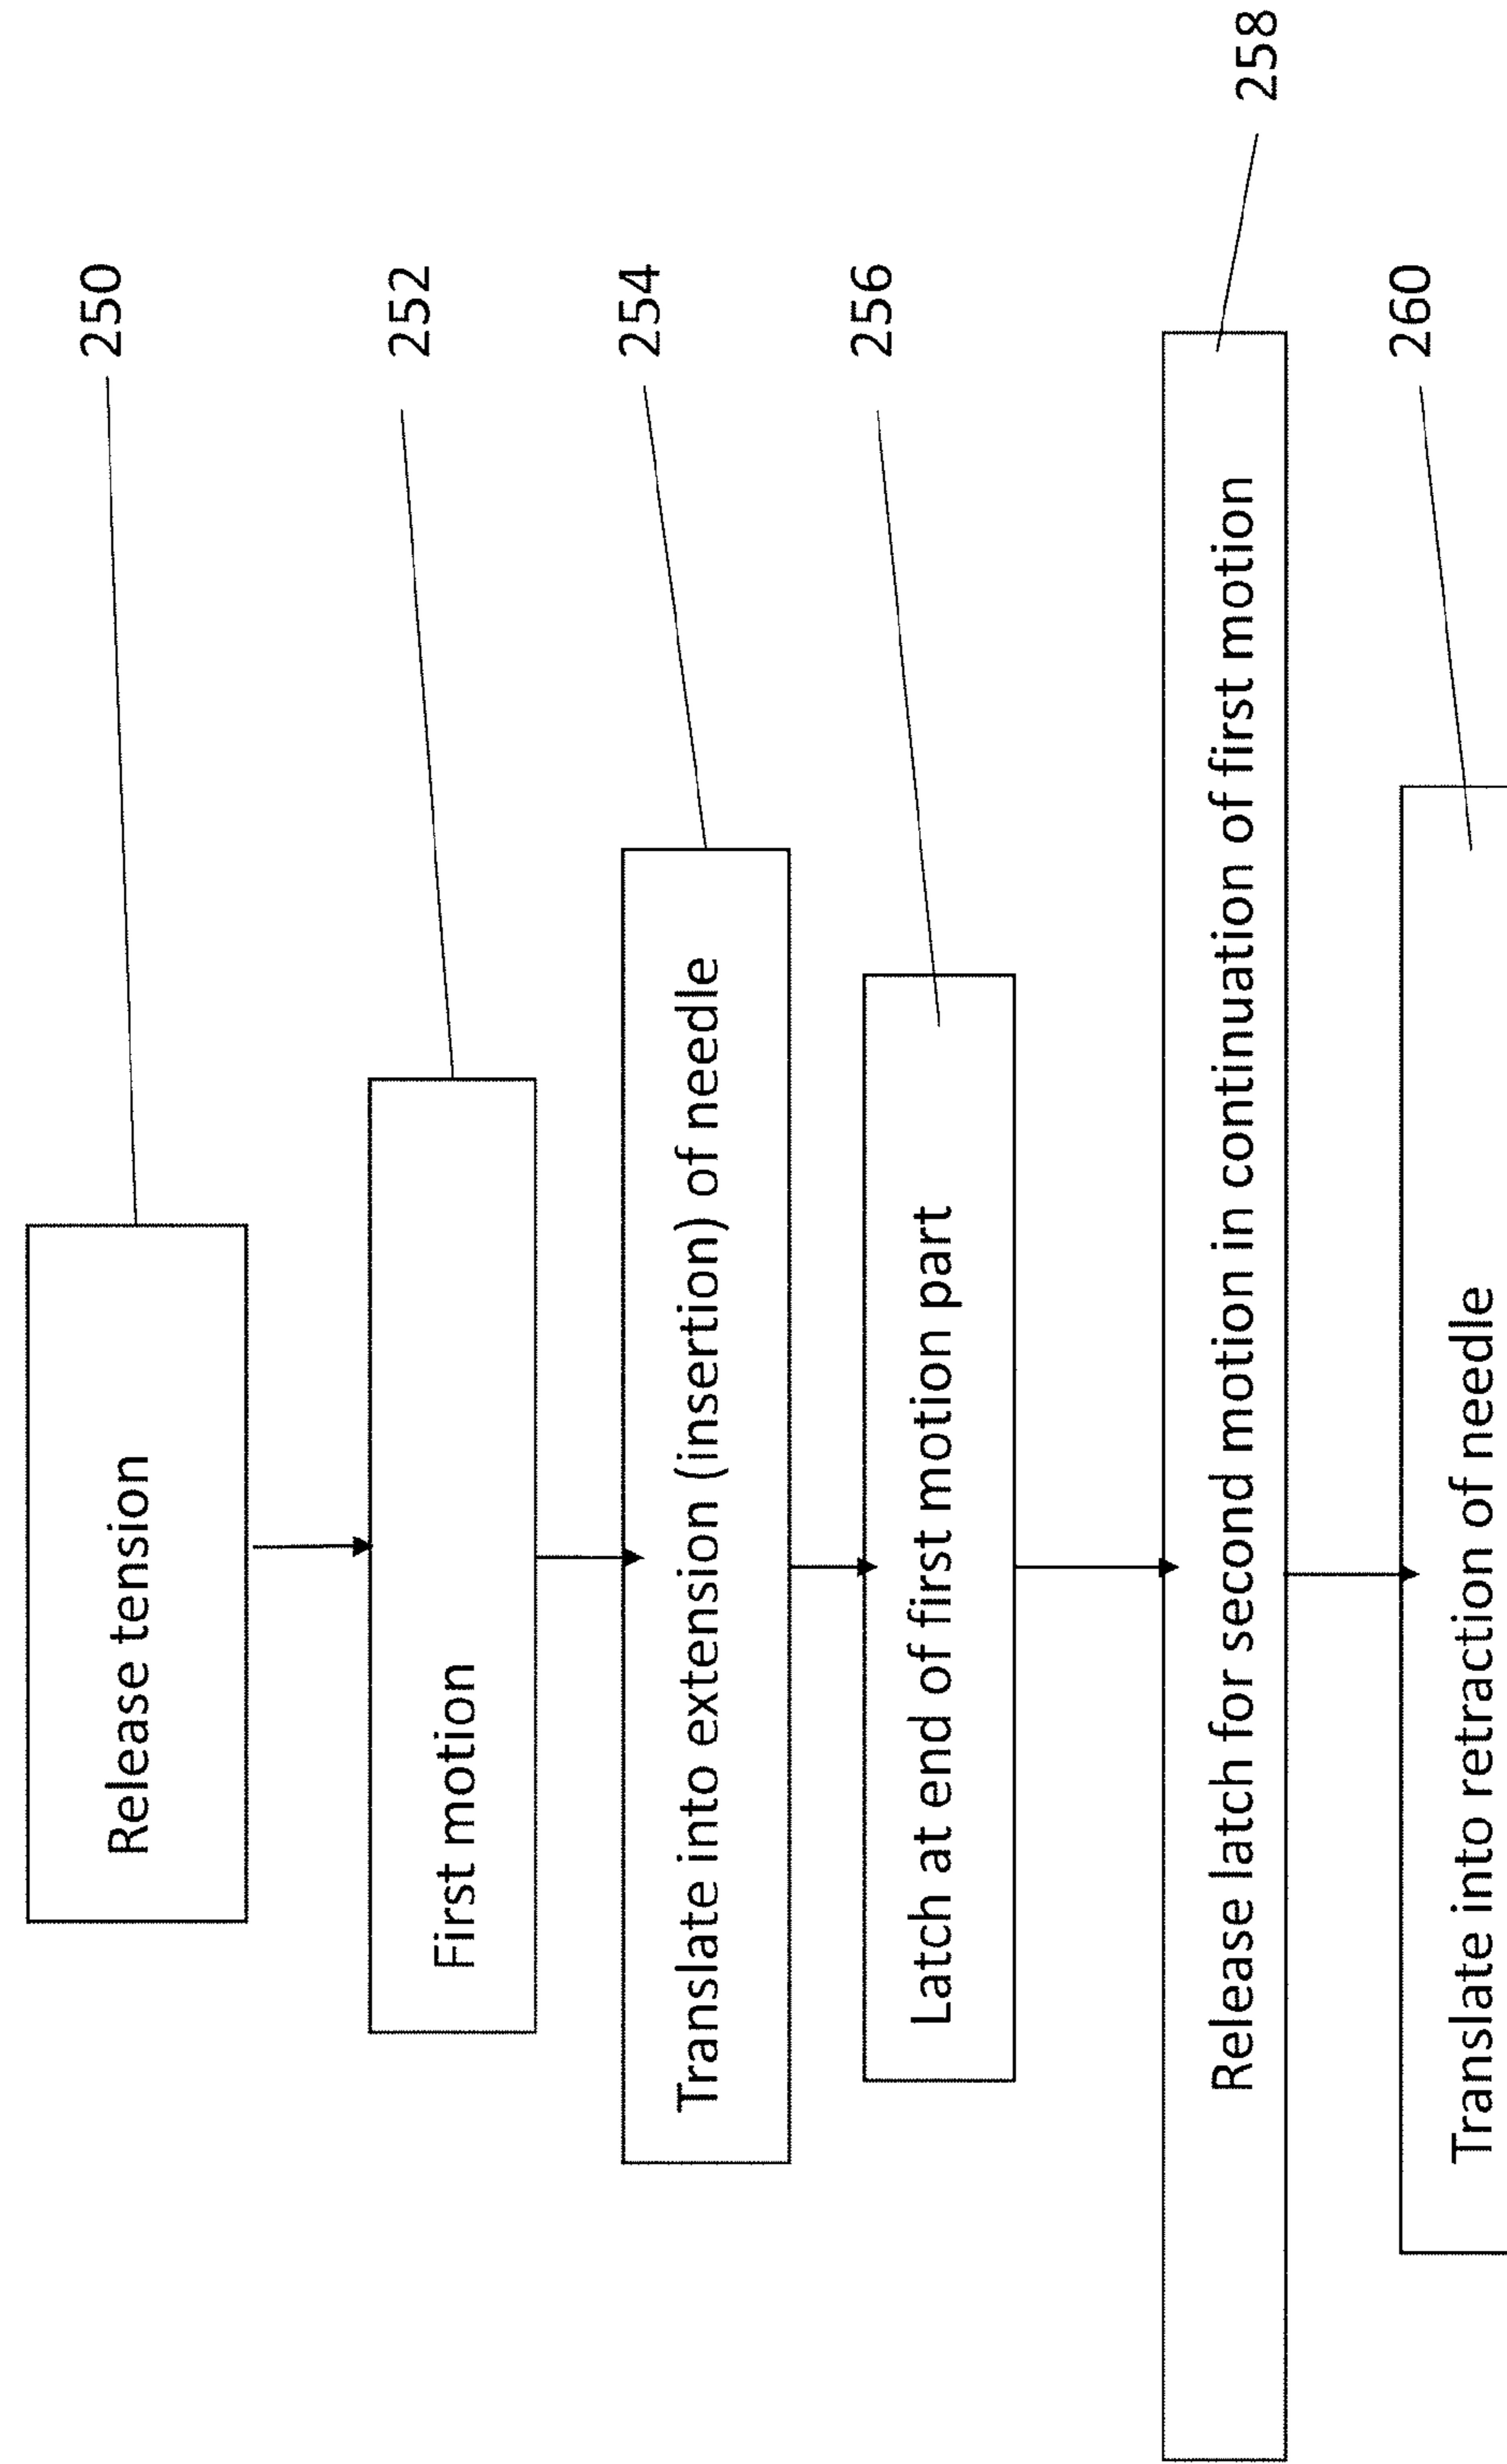 Release tension
250
First motion
252
Translate into extension (insertion) of needle
254
Latch at end of first motion part
256
Release latch for second motion in continuation of first motion
258
Translate into retraction of needle
260